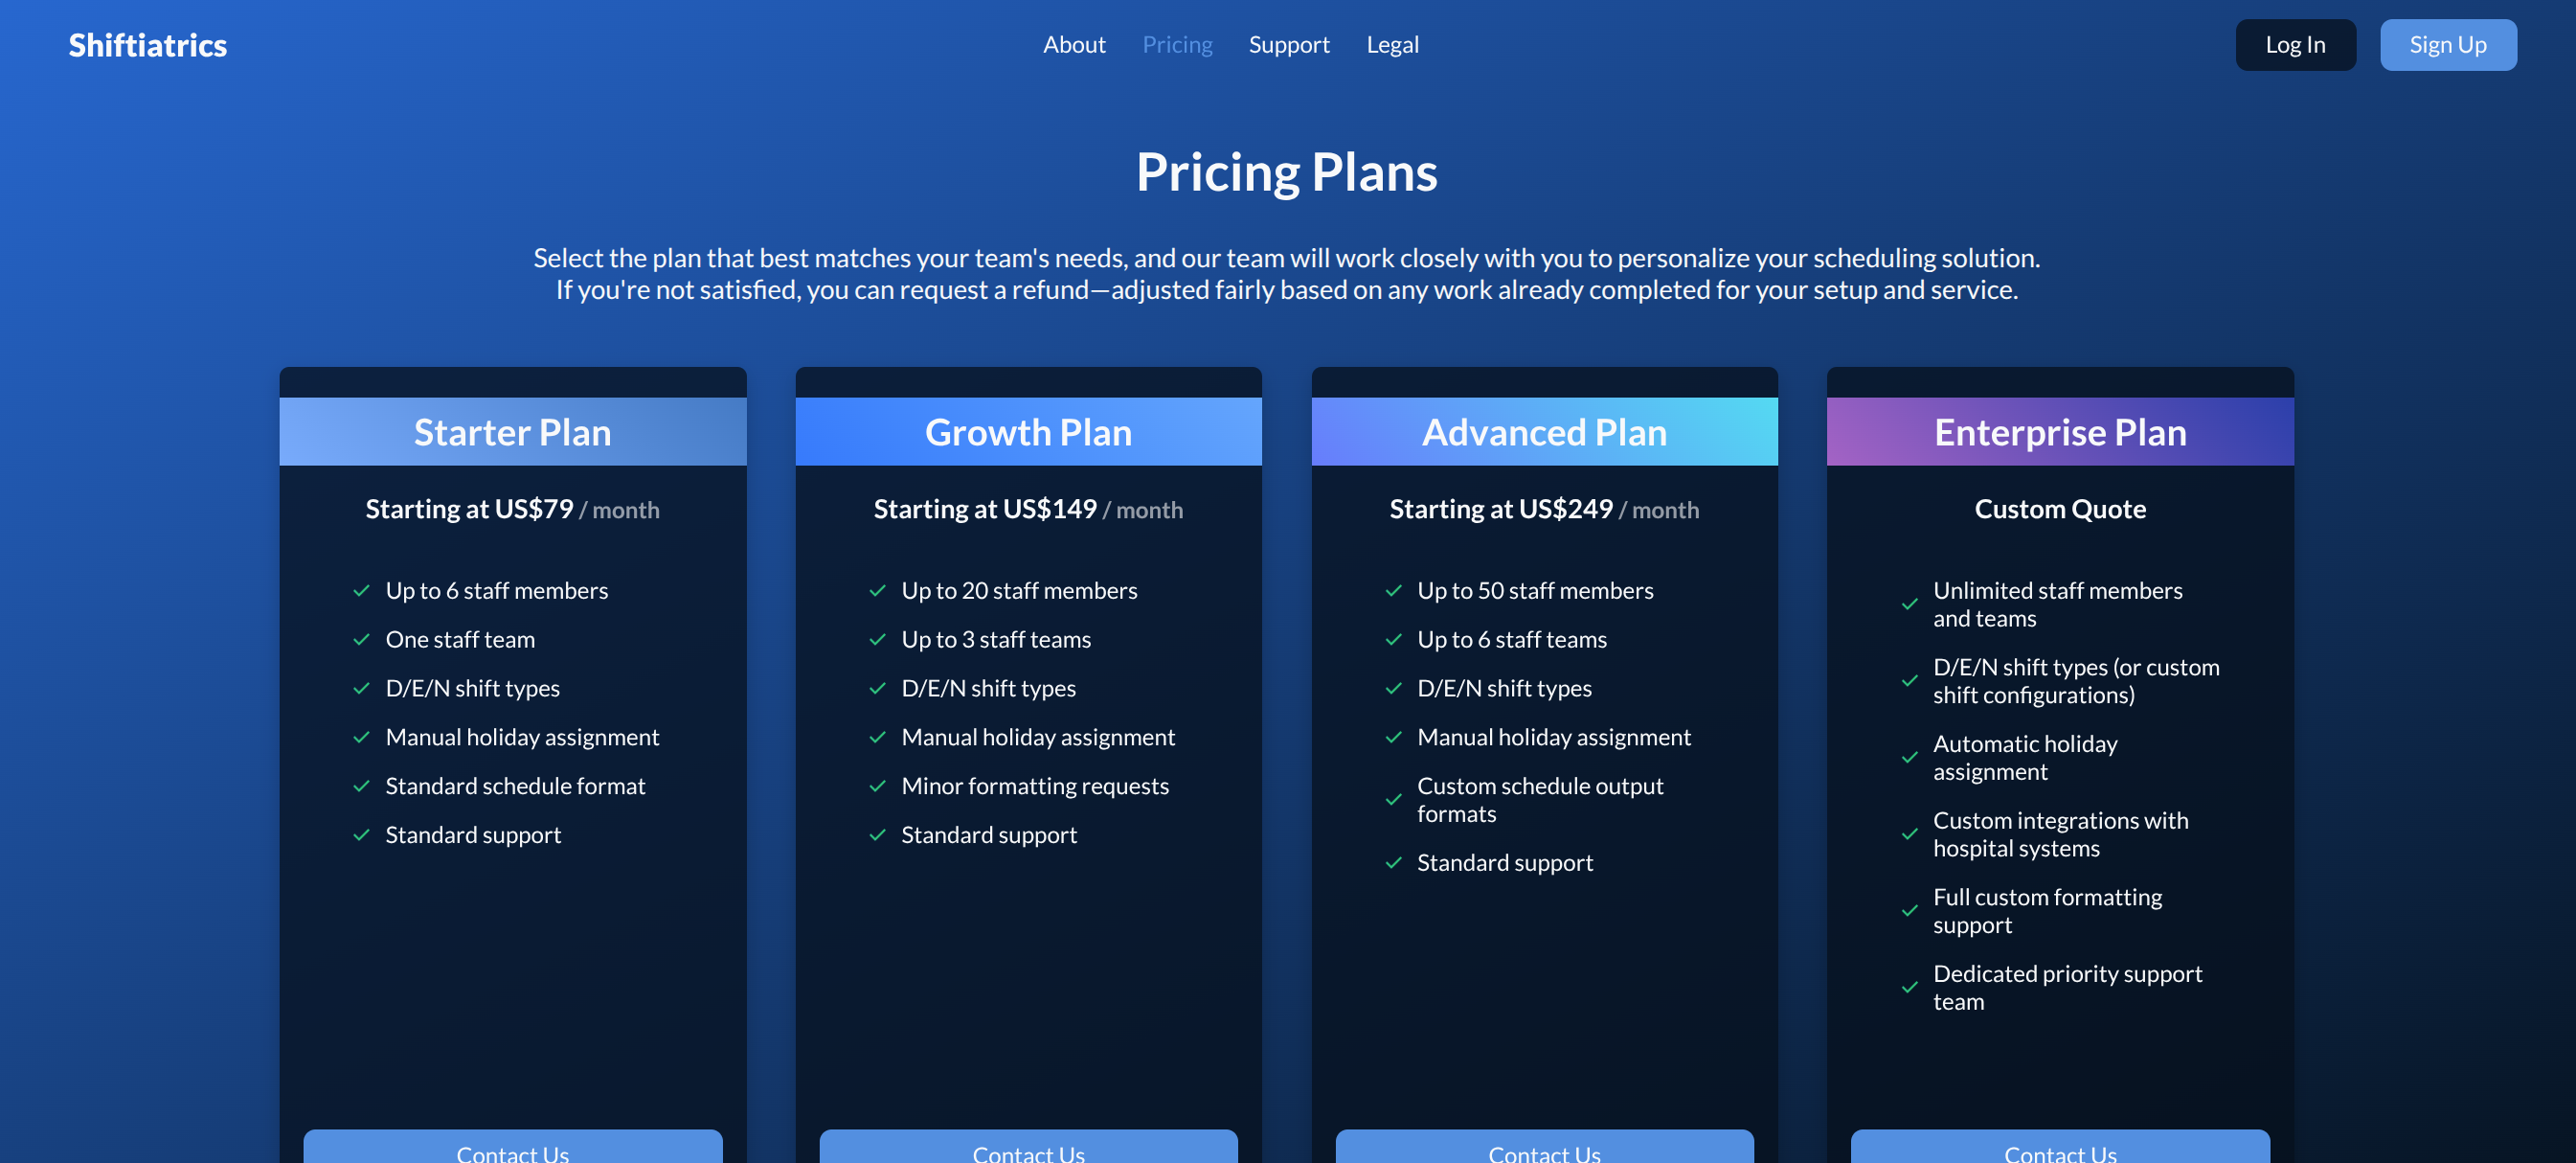 Shiftiatrics
About Pricing Support Legal
Log In Sign Up
Pricing Plans
Select the plan that best matches your team's needs, and our team will work closely with you to personalize your scheduling solution.
If you're not satisfied, you can request a refund—adjusted fairly based on any work already completed for your setup and service.
Starter Plan
Starting at US$79 / month
Up to 6 staff members
One staff team
D/E/N shift types
Manual holiday assignment
Standard schedule format
Standard support
Contact Us
Growth Plan
Starting at US$149 / month
Up to 20 staff members
Up to 3 staff teams
D/E/N shift types
Manual holiday assignment
Minor formatting requests
Standard support
Contact Us
Advanced Plan
Starting at US$249 / month
Up to 50 staff members
Up to 6 staff teams
D/E/N shift types
Manual holiday assignment
Custom schedule output
formats
Standard support
Contact Us
Enterprise Plan
Custom Quote
Unlimited staff members
and teams
D/E/N shift types (or custom
shift configurations)
Automatic holiday
assignment
Custom integrations with
hospital systems
Full custom formatting
support
Dedicated priority support
team
Contact Us